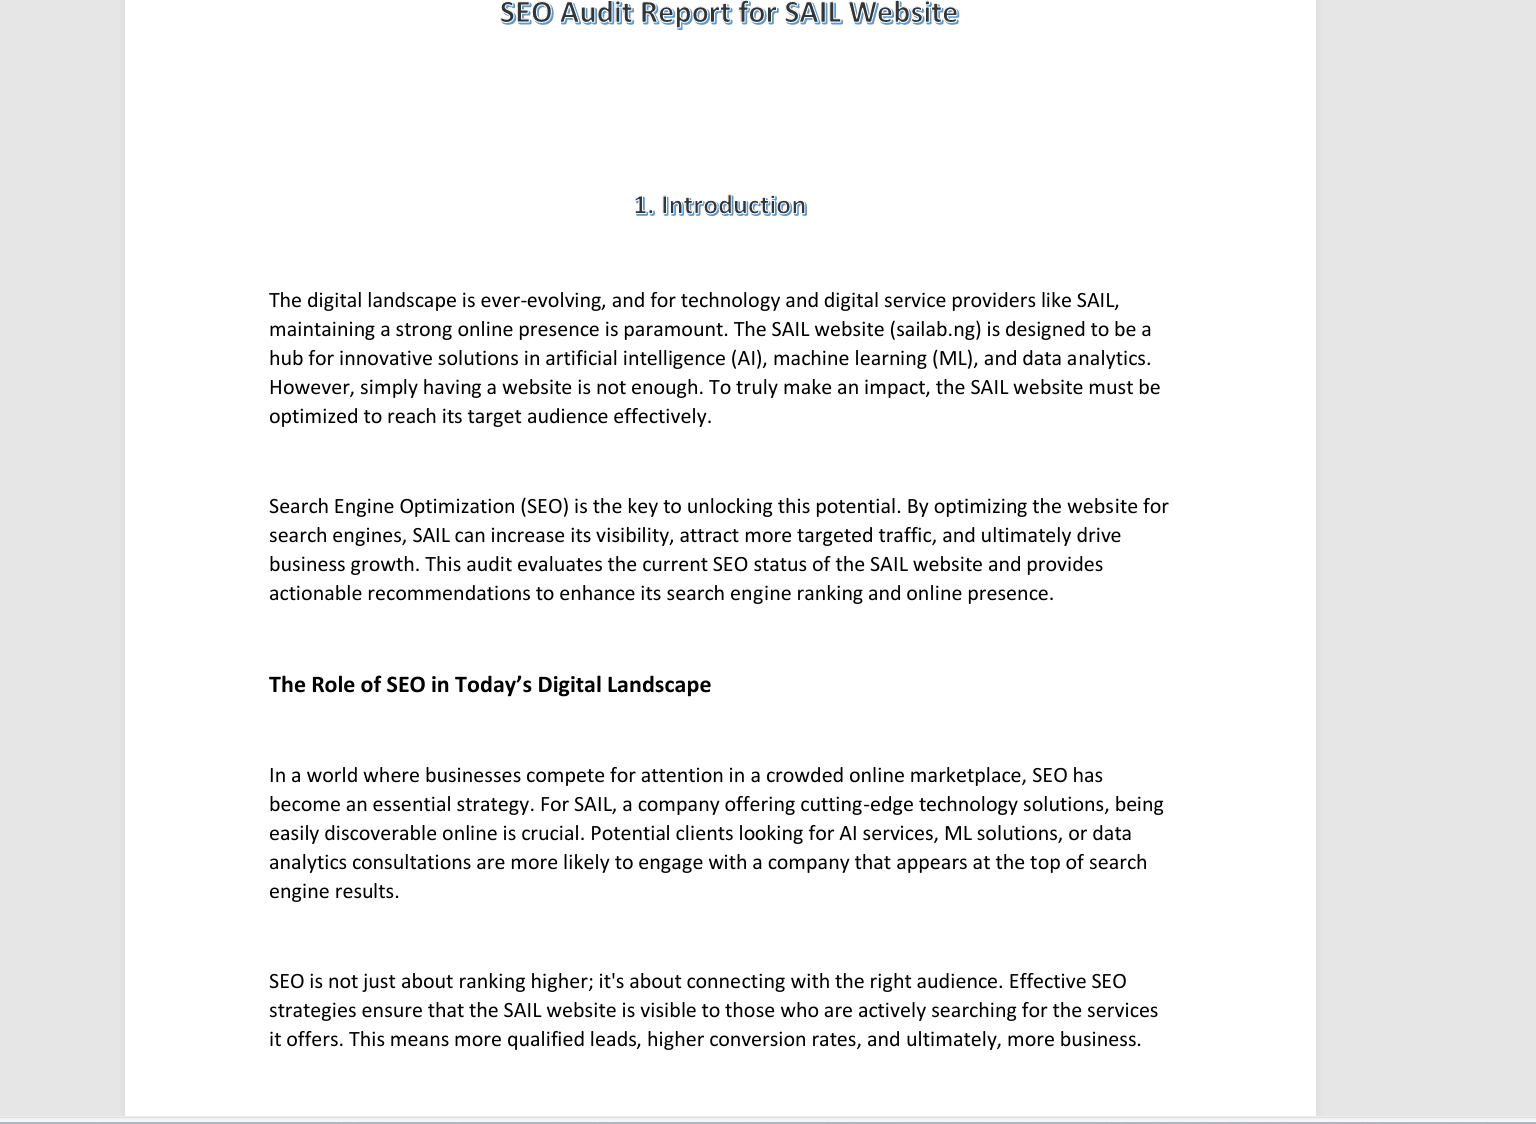 SEO Audit Report for SAIL Website
1. Introduction
The digital landscape is ever-evolving, and for technology and digital service providers like SAIL,
maintaining a strong online presence is paramount. The SAIL website (sailab.ng) is designed to be a
hub for innovative solutions in artificial intelligence (AI), machine learning (ML), and data analytics.
However, simply having a website is not enough. To truly make an impact, the SAIL website must be
optimized to reach its target audience effectively.
Search Engine Optimization (SEO) is the key to unlocking this potential. By optimizing the website for
search engines, SAIL can increase its visibility, attract more targeted traffic, and ultimately drive
business growth. This audit evaluates the current SEO status of the SAIL website and provides
actionable recommendations to enhance its search engine ranking and online presence.
The Role of SEO in Today’s Digital Landscape
In a world where businesses compete for attention in a crowded online marketplace, SEO has
become an essential strategy. For SAIL, a company offering cutting-edge technology solutions, being
easily discoverable online is crucial. Potential clients looking for AI services, ML solutions, or data
analytics consultations are more likely to engage with a company that appears at the top of search
engine results.
SEO is not just about ranking higher; it's about connecting with the right audience. Effective SEO
strategies ensure that the SAIL website is visible to those who are actively searching for the services
it offers. This means more qualified leads, higher conversion rates, and ultimately, more business.